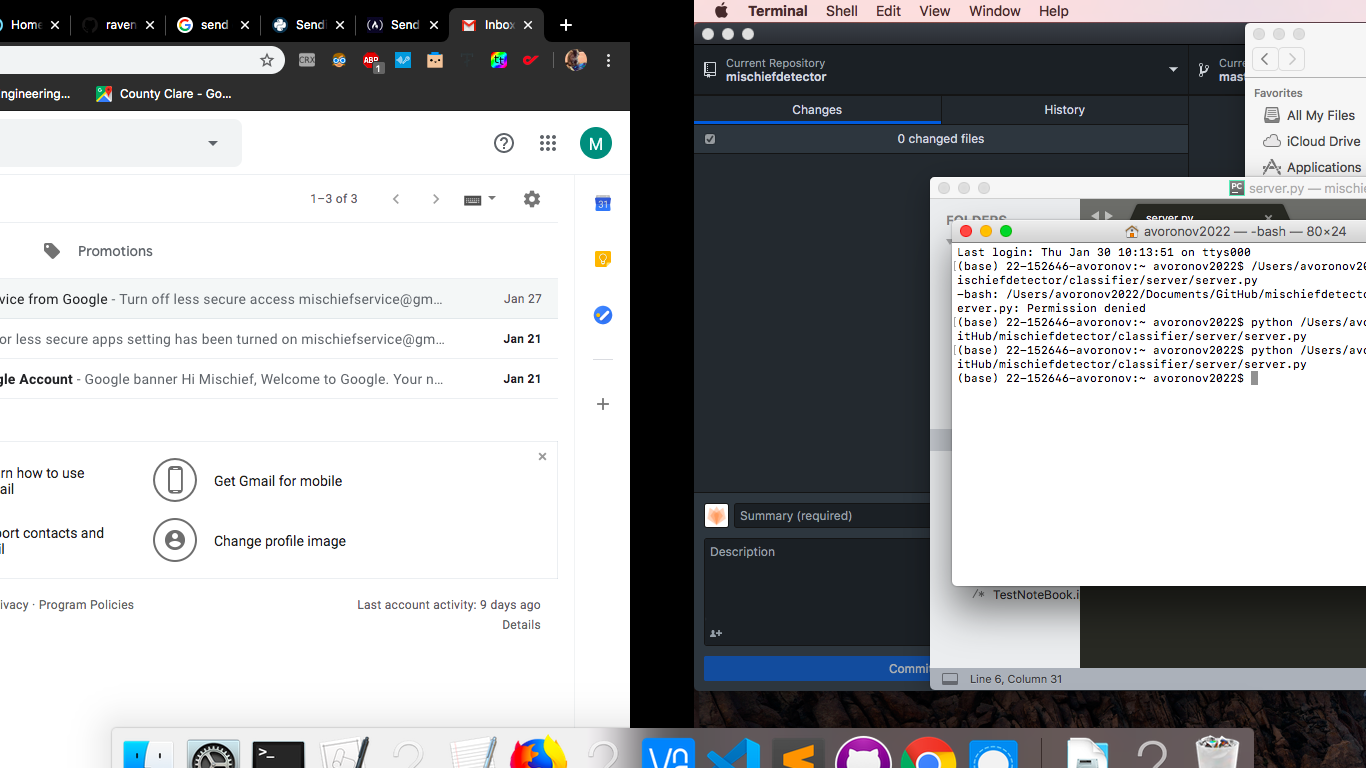 Home
raven
send
Sendi
Send
Inbox
CRX
ABP
1
ngineering...
County Clare - Go...
M
1–3 of 3
31
Promotions
vice from Google - Turn off less secure access mischiefservice@gm...
Jan 27
or less secure apps setting has been turned on mischiefservice@gm...
Jan 21
gle Account - Google banner Hi Mischief, Welcome to Google. Your n...
Jan 21
rn how to use
ail
Get Gmail for mobile
port contacts and
il
Change profile image
ivacy · Program Policies
Last account activity: 9 days ago
Details
Terminal Shell Edit View Window Help
Current Repository
mischiefdetector
Curre
mast
Changes
History
0 changed files
Favorites
All My Files
iCloud Drive
Applications
PC
server.py — mischie
FOLDERS
server.py
avoronov2022 — -bash — 80×24
Last login: Thu Jan 30 10:13:51 on ttys000
[(base) 22-152646-avoronov:~ avoronov2022$ /Users/avoronov20
ischiefdetector/classifier/server/server.py
-bash: /Users/avoronov2022/Documents/GitHub/mischiefdetecto
erver.py: Permission denied
[(base) 22-152646-avoronov:~ avoronov2022$ python /Users/avo
itHub/mischiefdetector/classifier/server/server.py
[(base) 22-152646-avoronov:~ avoronov2022$ python /Users/avo
itHub/mischiefdetector/classifier/server/server.py
(base) 22-152646-avoronov:~ avoronov2022$
Summary (required)
Description
/* TestNoteBook.i
Commi
Line 6, Column 31
>_